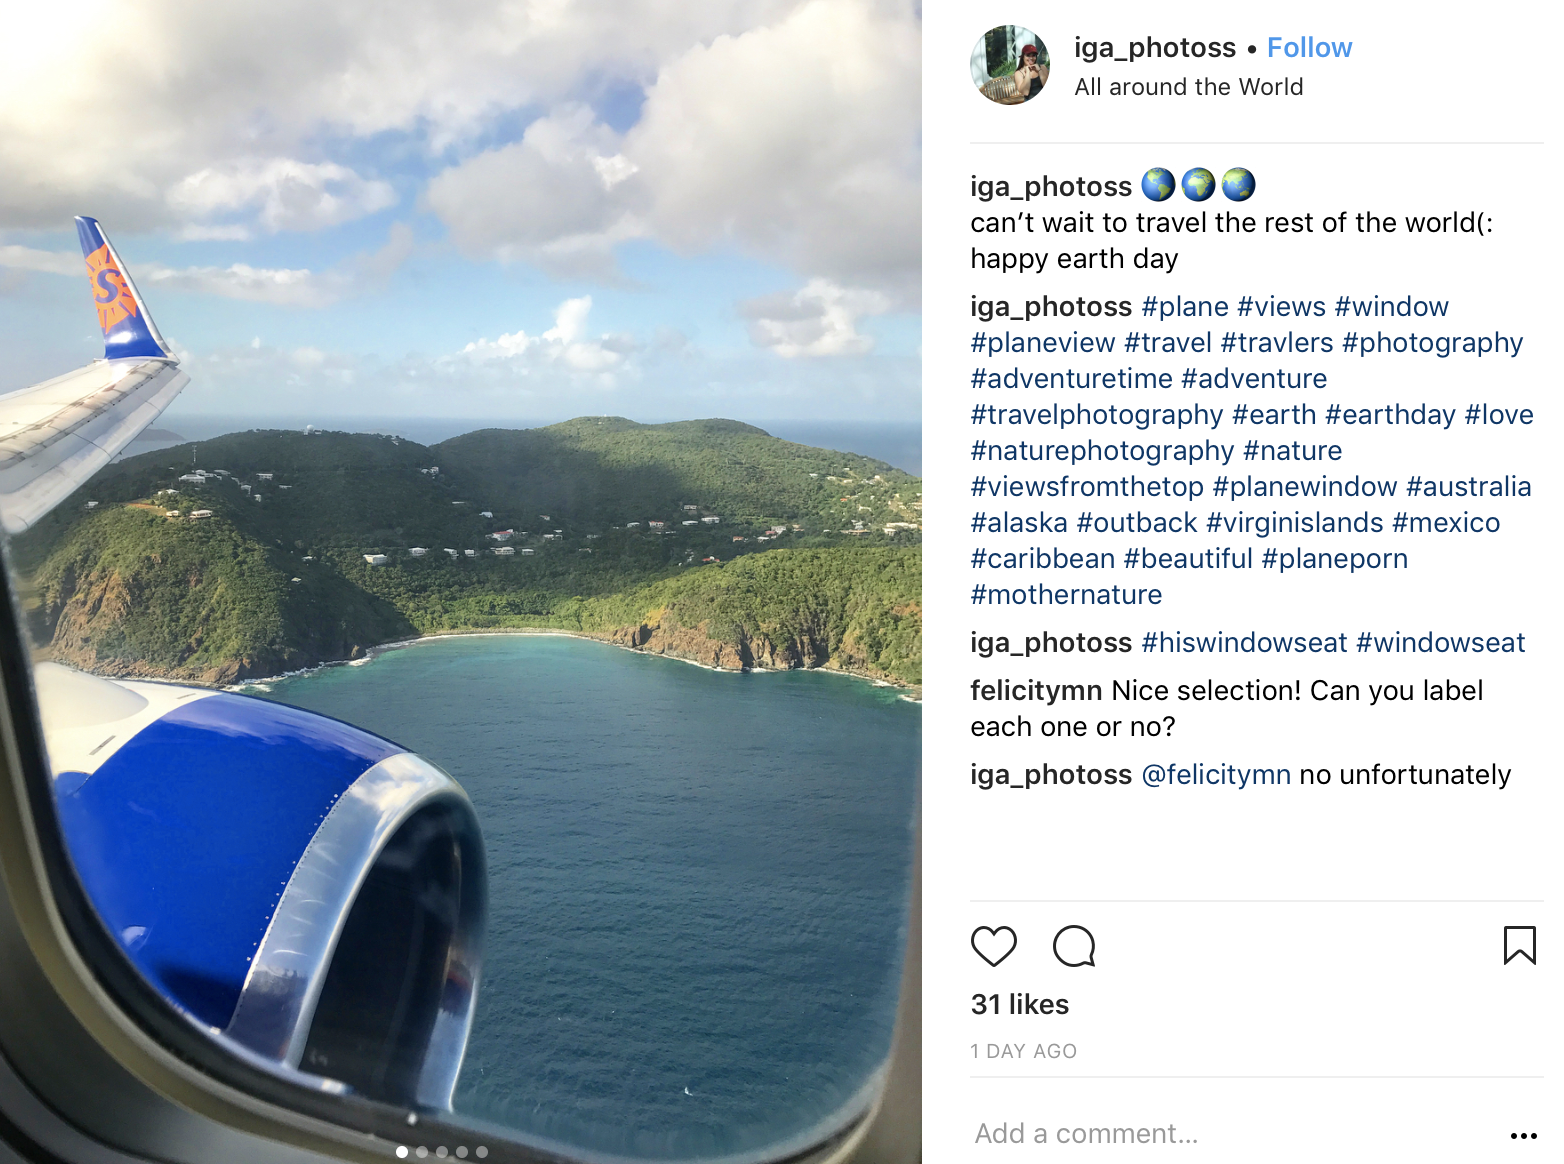 S
iga_photoss • Follow
All around the World
iga_photoss 🌎🌍🌏
can’t wait to travel the rest of the world(:
happy earth day
iga_photoss #plane #views #window
#planeview #travel #travlers #photography
#adventuretime #adventure
#travelphotography #earth #earthday #love
#naturephotography #nature
#viewsfromthetop #planewindow #australia
#alaska #outback #virginislands #mexico
#caribbean #beautiful #planeporn
#mothernature
iga_photoss #hiswindowseat #windowseat
felicitymn Nice selection! Can you label
each one or no?
iga_photoss @felicitymn no unfortunately
31 likes
1 DAY AGO
Add a comment...